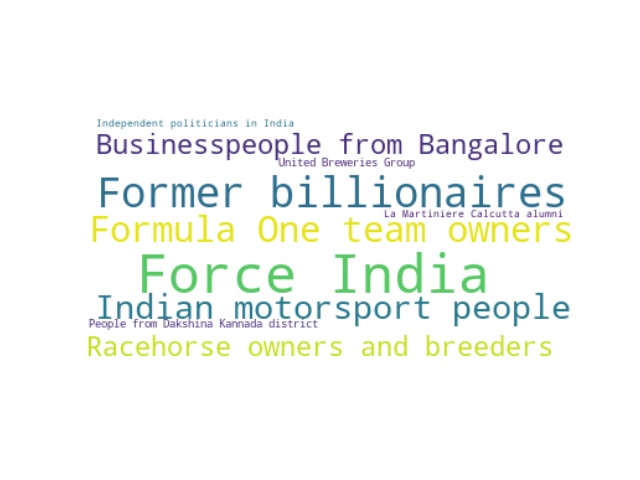 Independent politicians in India
Businesspeople from Bangalore
United Breweries Group
Former billionaires
La Martiniere Calcutta alumni
Formula One team owners
Force India
Indian motorsport people
People from Dakshina Kannada district
Racehorse owners and breeders